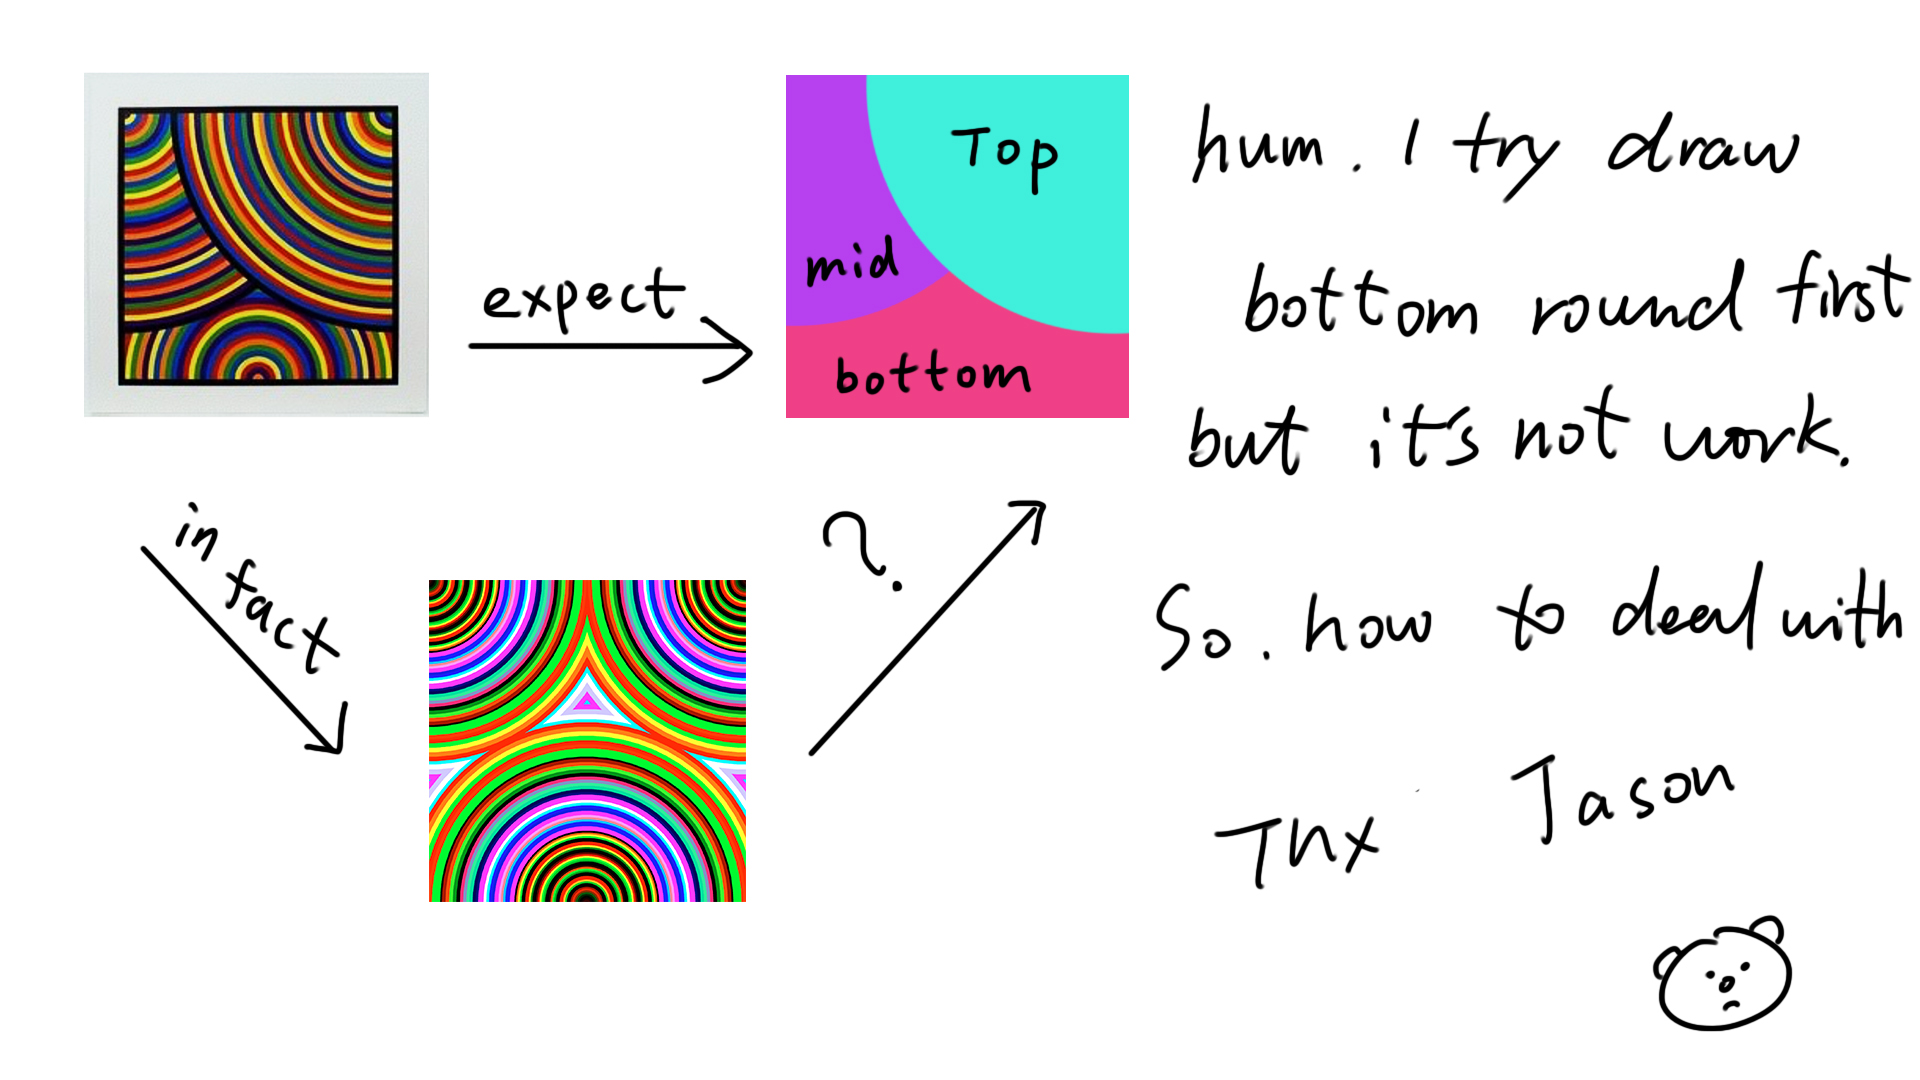 expect
Top
mid
bottom
in fact
?.
hum. I try draw
bottom round first
but it's not work.
So. how to deal with
Thx Jason